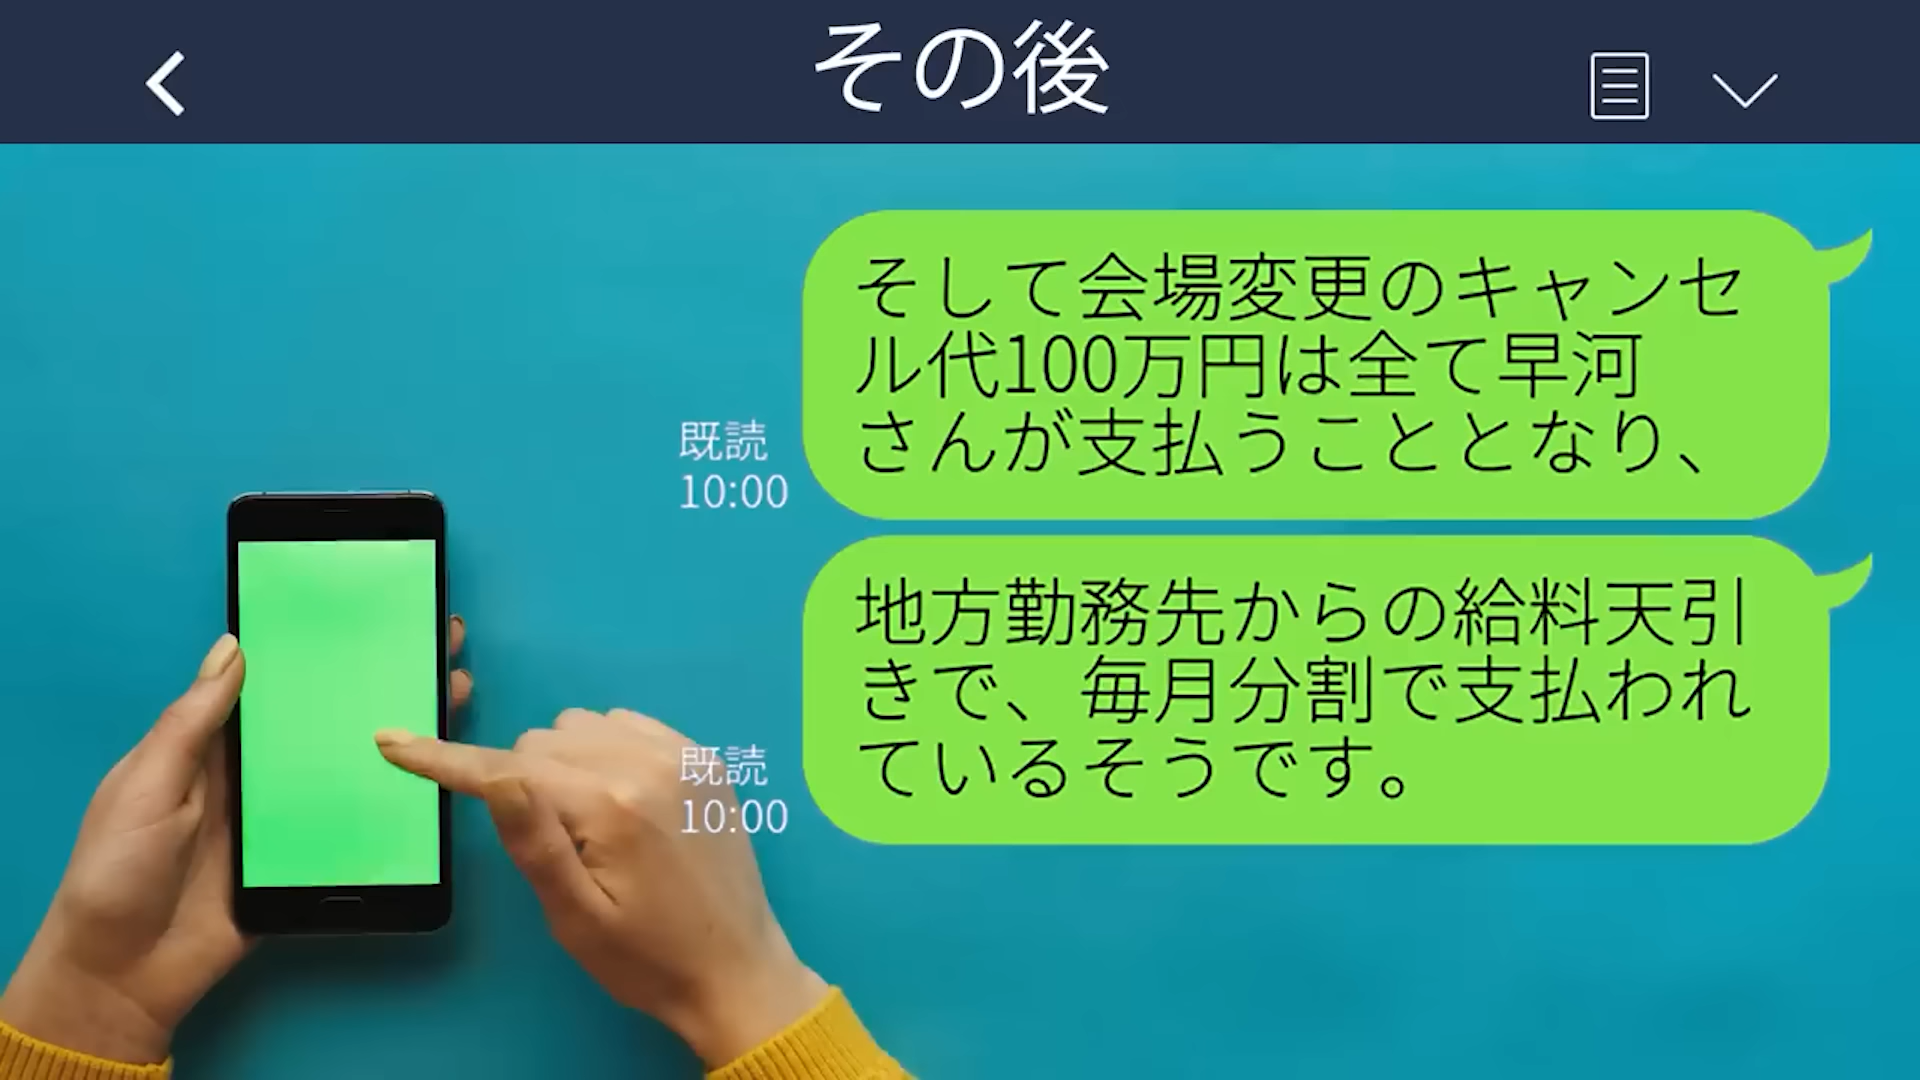 その後
そして会場変更のキャンセ
ル代100万円は全て早河
さんが支払うこととなり、
既読
10:00
地方勤務先からの給料天引
きで、毎月分割で支払われ
ているそうです。
既読
10:00